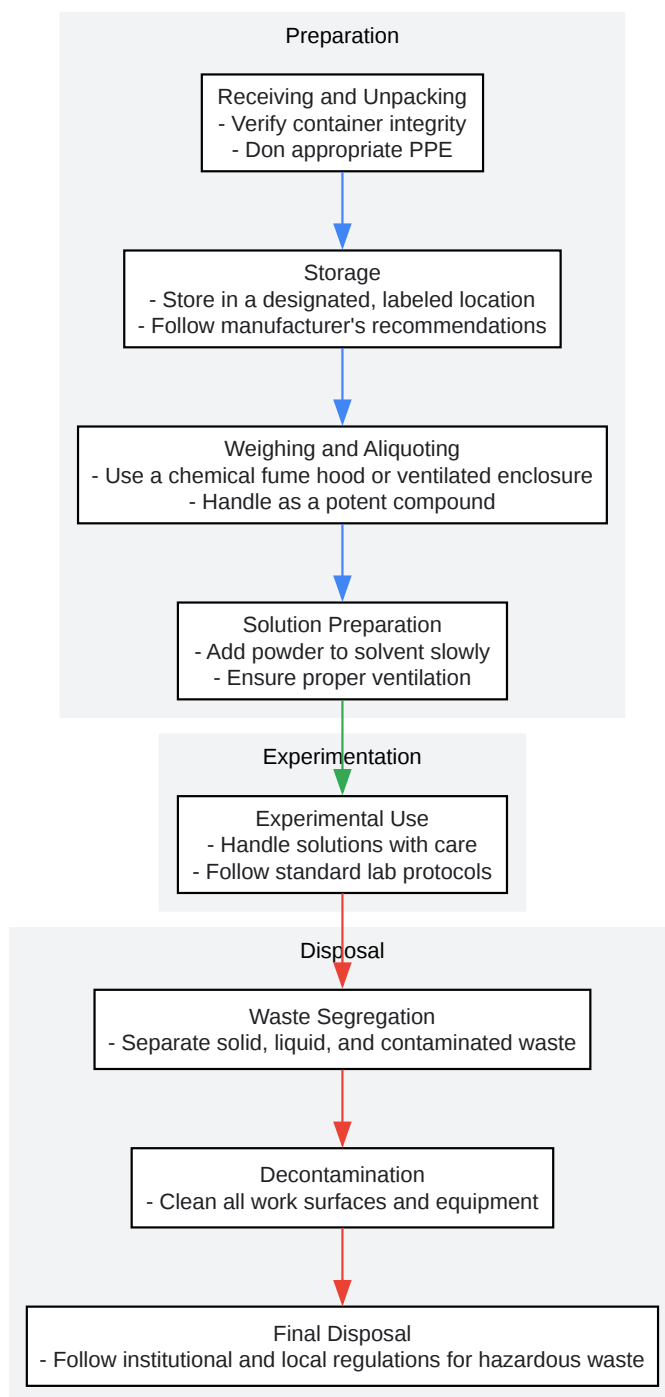 Preparation
Receiving and Unpacking
- Verify container integrity
- Don appropriate PPE
Storage
- Store in a designated, labeled location
- Follow manufacturer's recommendations
Weighing and Aliquoting
- Use a chemical fume hood or ventilated enclosure
- Handle as a potent compound
Solution Preparation
- Add powder to solvent slowly
- Ensure proper ventilation
Experimentation
Experimental Use
- Handle solutions with care
- Follow standard lab protocols
Disposal
Waste Segregation
- Separate solid, liquid, and contaminated waste
Decontamination
- Clean all work surfaces and equipment
Final Disposal
- Follow institutional and local regulations for hazardous waste